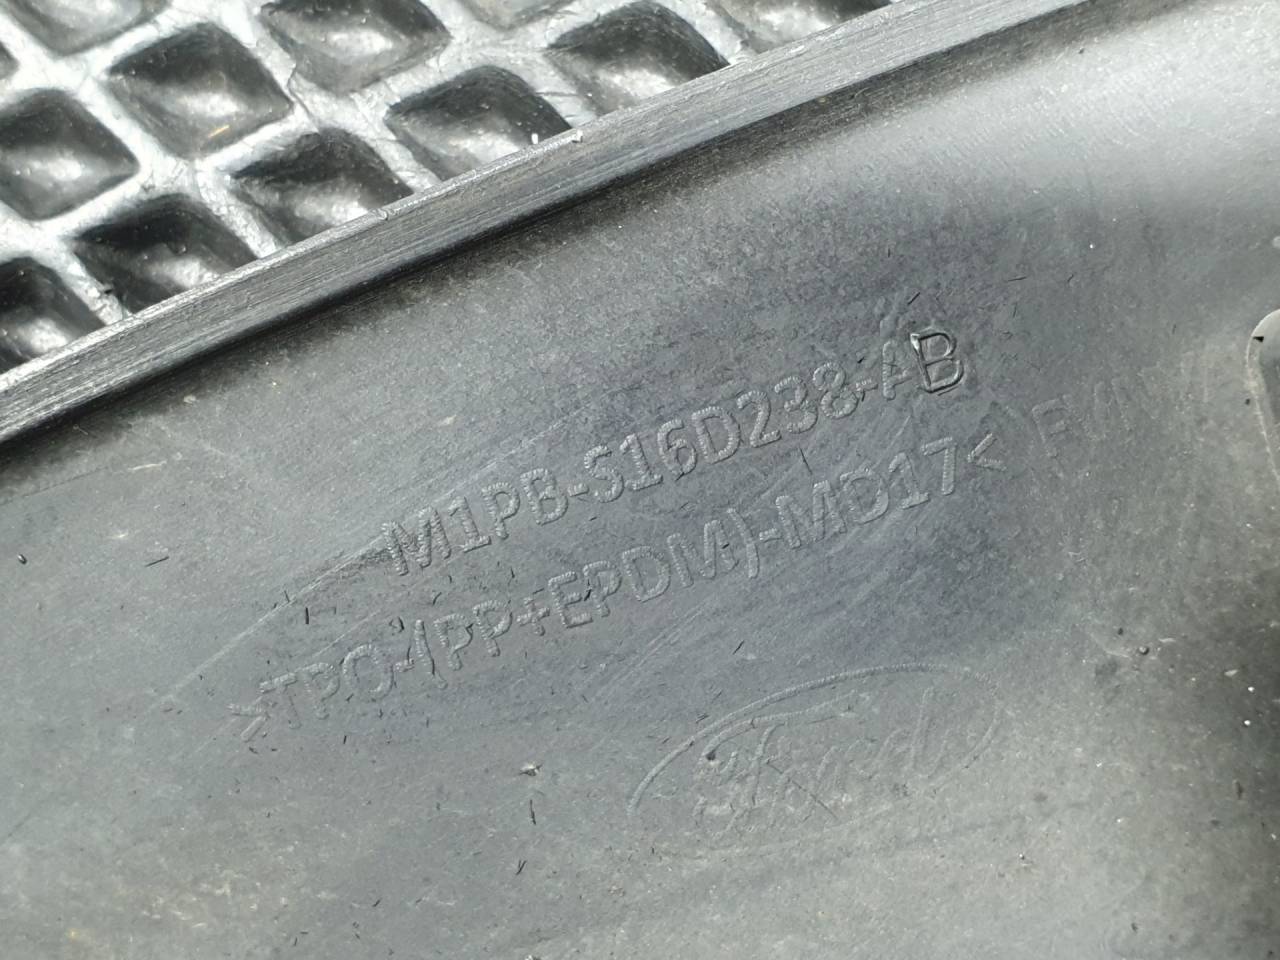 M1PB-S16D238-AB
>TPO-(PP+EPDM)-MD17<
Ford